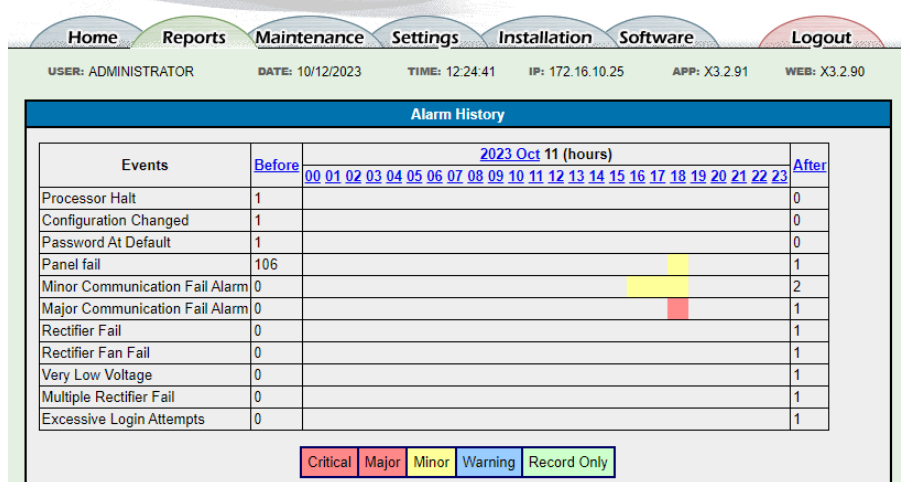 Home Reports Maintenance Settings Installation Software Logout
USER: ADMINISTRATOR DATE: 10/12/2023 TIME: 12:24:41 IP: 172.16.10.25 APP: X3.2.91 WEB: X3.2.90
Alarm History
Events Before 2023 Oct 11 (hours) After
00 01 02 03 04 05 06 07 08 09 10 11 12 13 14 15 16 17 18 19 20 21 22 23
Processor Halt 1 0
Configuration Changed 1 0
Password At Default 1 0
Panel fail 106 1
Minor Communication Fail Alarm 0 2
Major Communication Fail Alarm 0 1
Rectifier Fail 0 1
Rectifier Fan Fail 0 1
Very Low Voltage 0 1
Multiple Rectifier Fail 0 1
Excessive Login Attempts 0 1
Critical Major Minor Warning Record Only